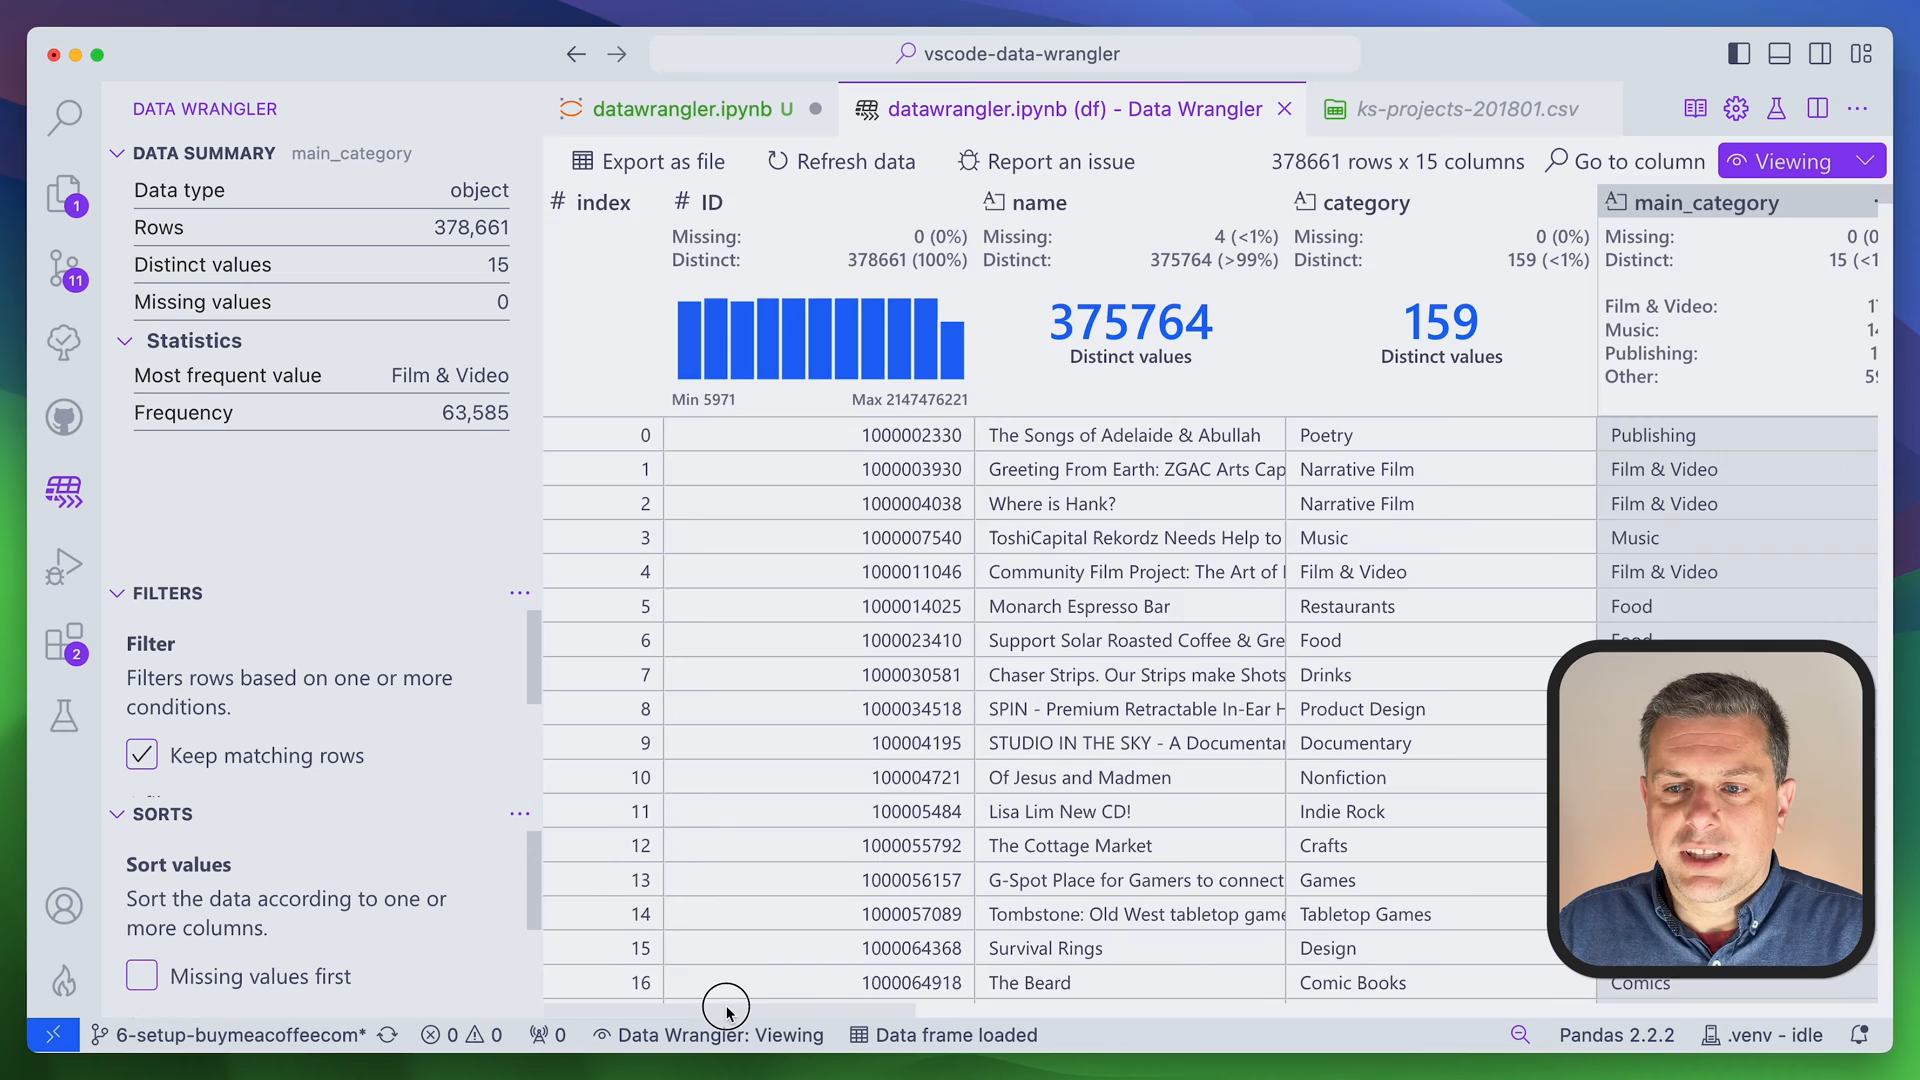 vscode-data-wrangler
DATA WRANGLER
datawrangler.ipynb U
datawrangler.ipynb (df) - Data Wrangler
ks-projects-201801.csv
DATA SUMMARY main_category
Data type object
Rows 378,661
Distinct values 15
Missing values 0
Statistics
Most frequent value Film & Video
Frequency 63,585
FILTERS
Filter
Filters rows based on one or more
conditions.
Keep matching rows
SORTS
Sort values
Sort the data according to one or
more columns.
Missing values first
1
11
2
Export as file Refresh data Report an issue 378661 rows x 15 columns Go to column Viewing
# index # ID name category main_category
Missing: 0 (0%) Missing: 4 (<1%) Missing: 0 (0%) Missing: 0 (0
Distinct: 378661 (100%) Distinct: 375764 (>99%) Distinct: 159 (<1%) Distinct: 15 (<1
375764
Distinct values
159
Distinct values
Film & Video:
Music:
Publishing:
Other:
Min 5971 Max 2147476221
0 1000002330 The Songs of Adelaide & Abullah Poetry Publishing
1 1000003930 Greeting From Earth: ZGAC Arts Cap Narrative Film Film & Video
2 1000004038 Where is Hank? Narrative Film Film & Video
3 1000007540 ToshiCapital Rekordz Needs Help to Music Music
4 1000011046 Community Film Project: The Art of Film & Video Film & Video
5 1000014025 Monarch Espresso Bar Restaurants Food
6 1000023410 Support Solar Roasted Coffee & Gre Food Food
7 1000030581 Chaser Strips. Our Strips make Shots Drinks
8 1000034518 SPIN - Premium Retractable In-Ear H Product Design
9 100004195 STUDIO IN THE SKY - A Documentar Documentary
10 100004721 Of Jesus and Madmen Nonfiction
11 100005484 Lisa Lim New CD! Indie Rock
12 1000055792 The Cottage Market Crafts
13 1000056157 G-Spot Place for Gamers to connect Games
14 1000057089 Tombstone: Old West tabletop game Tabletop Games
15 1000064368 Survival Rings Design
16 1000064918 The Beard Comic Books Comics
6-setup-buymeacoffeecom* 0 0 0 Data Wrangler: Viewing Data frame loaded Pandas 2.2.2 .venv - idle